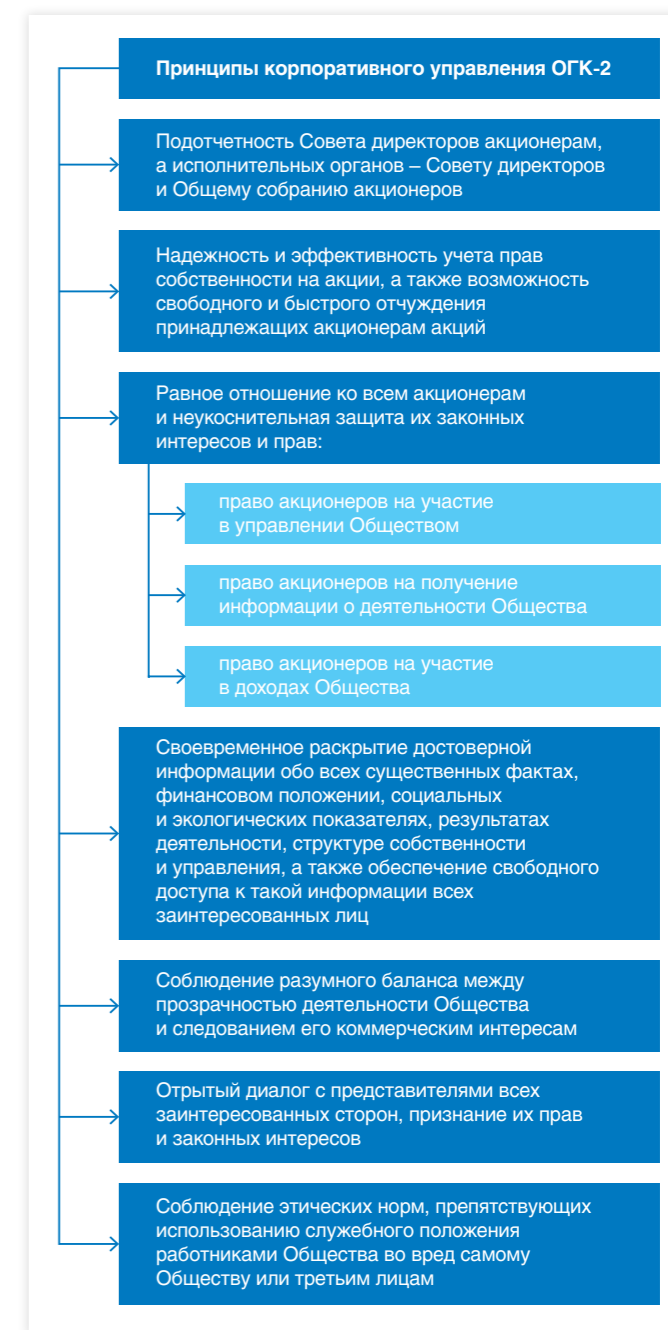 Принципы корпоративного управления ОГК-2
Подотчетность Совета директоров акционерам,
а исполнительных органов – Совету директоров
и Общему собранию акционеров
Надежность и эффективность учета прав
собственности на акции, а также возможность
свободного и быстрого отчуждения
принадлежащих акционерам акций
Равное отношение ко всем акционерам
и неукоснительная защита их законных
интересов и прав:
право акционеров на участие
в управлении Обществом
право акционеров на получение
информации о деятельности Общества
право акционеров на участие
в доходах Общества
Своевременное раскрытие достоверной
информации обо всех существенных фактах,
финансовом положении, социальных
и экологических показателях, результатах
деятельности, структуре собственности
и управления, а также обеспечение свободного
доступа к такой информации всех
заинтересованных лиц
Соблюдение разумного баланса между
прозрачностью деятельности Общества
и следованием его коммерческим интересам
Отрытый диалог с представителями всех
заинтересованных сторон, признание их прав
и законных интересов
Соблюдение этических норм, препятствующих
использованию служебного положения
работниками Общества во вред самому
Обществу или третьим лицам